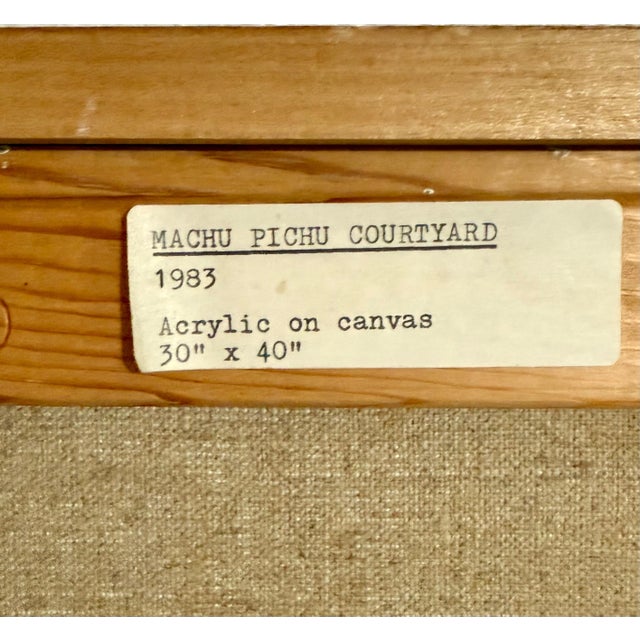 MACHU PICHU COURTYARD
1983
Acrylic on canvas
30" x 40"